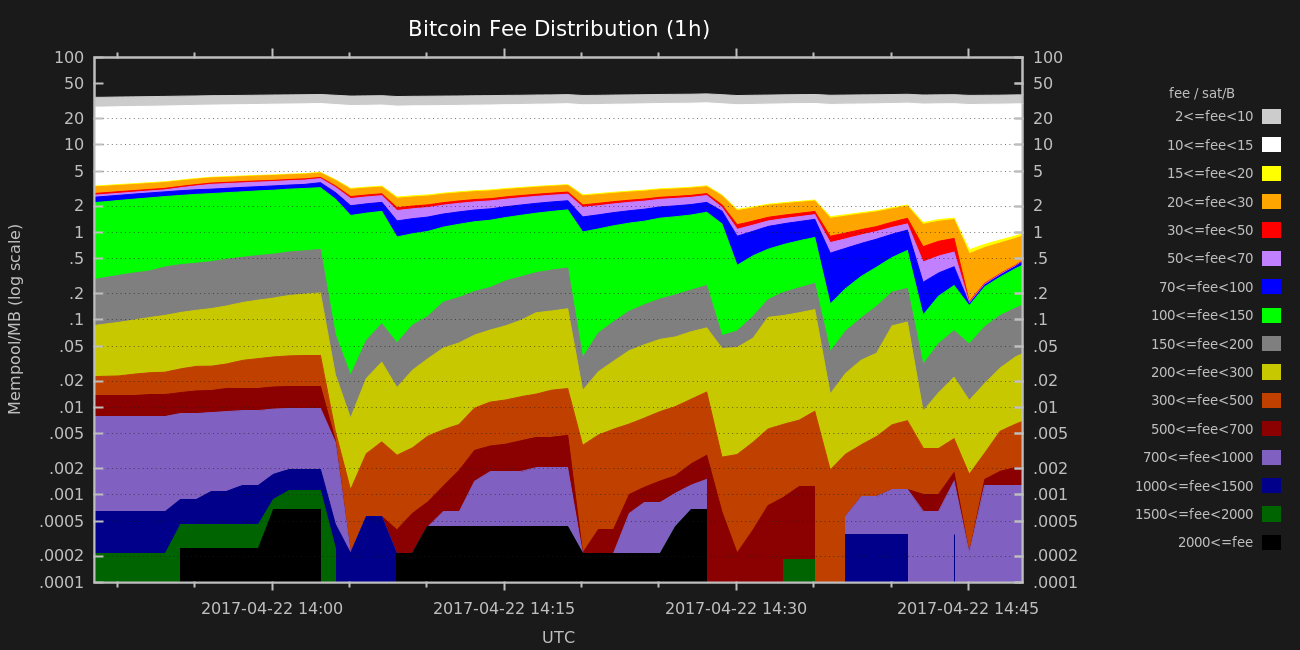 Bitcoin Fee Distribution (1h)
100
50
20
10
5
2
1
.5
.2
.1
.05
.02
.01
.005
.002
.001
.0005
.0002
.0001
Mempool/MB (log scale)
100
50
20
10
5
2
1
.5
.2
.1
.05
.02
.01
.005
.002
.001
.0005
.0002
.0001
2017-04-22 14:00
2017-04-22 14:15
2017-04-22 14:30
2017-04-22 14:45
UTC
fee / sat/B
2<=fee<10
10<=fee<15
15<=fee<20
20<=fee<30
30<=fee<50
50<=fee<70
70<=fee<100
100<=fee<150
150<=fee<200
200<=fee<300
300<=fee<500
500<=fee<700
700<=fee<1000
1000<=fee<1500
1500<=fee<2000
2000<=fee